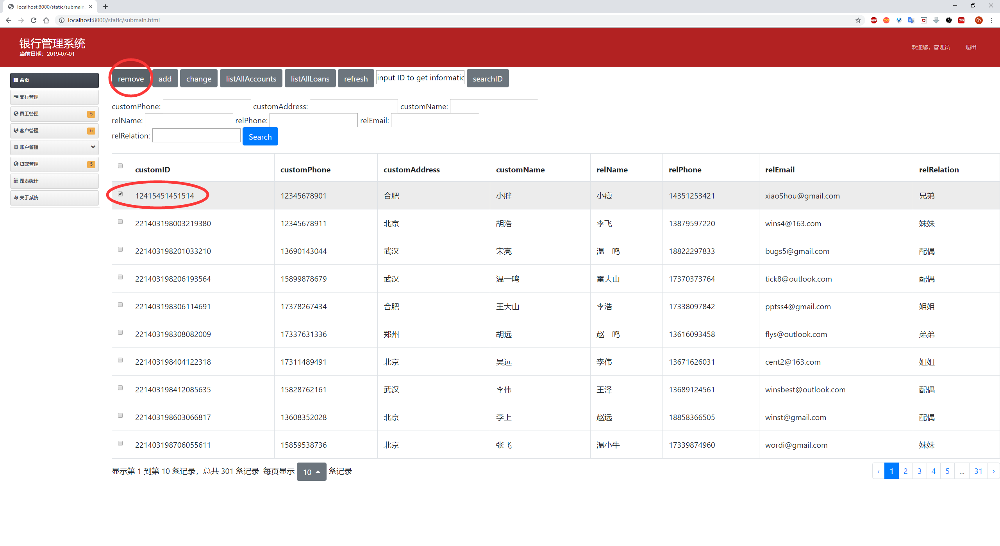 localhost:8000/static/submain
localhost:8000/static/submain.html
ABP
CORS
Qy
银行管理系统
当前日期：2019-07-01
欢迎您，管理员 退出
首页
支行管理
员工管理 5
客户管理 5
账户管理
贷款管理 5
图表统计
关于系统
remove add change listAllAccounts listAllLoans refresh input ID to get informatic searchID
customPhone: customAddress: customName:
relName: relPhone: relEmail:
relRelation: Search
customID customPhone customAddress customName relName relPhone relEmail relRelation
12415451451514 12345678901 合肥 小胖 小瘦 14351253421 xiaoShou@gmail.com 兄弟
221403198003219380 12345678911 北京 胡浩 李飞 13879597220 wins4@163.com 妹妹
221403198201033210 13690143044 武汉 宋亮 温一鸣 18822297833 bugs5@gmail.com 配偶
221403198206193564 15899878679 武汉 温一鸣 雷大山 17370373764 tick8@outlook.com 配偶
221403198306114691 17378267434 合肥 王大山 李浩 17338097842 pptss4@gmail.com 姐姐
221403198308082009 17337631336 郑州 胡远 赵一鸣 13616093458 flys@outlook.com 弟弟
221403198404122318 17311489491 北京 吴远 李伟 13671626031 cent2@163.com 姐姐
221403198412085635 15828762161 武汉 李伟 王泽 13689124561 winsbest@outlook.com 配偶
221403198603066817 13608352028 北京 李上 赵远 18858366505 winst@gmail.com 配偶
221403198706055611 15859538736 北京 张飞 温小牛 17339874960 wordi@gmail.com 妹妹
显示第 1 到第 10 条记录，总共 301 条记录 每页显示 10 条记录
‹ 1 2 3 4 5 ... 31 ›